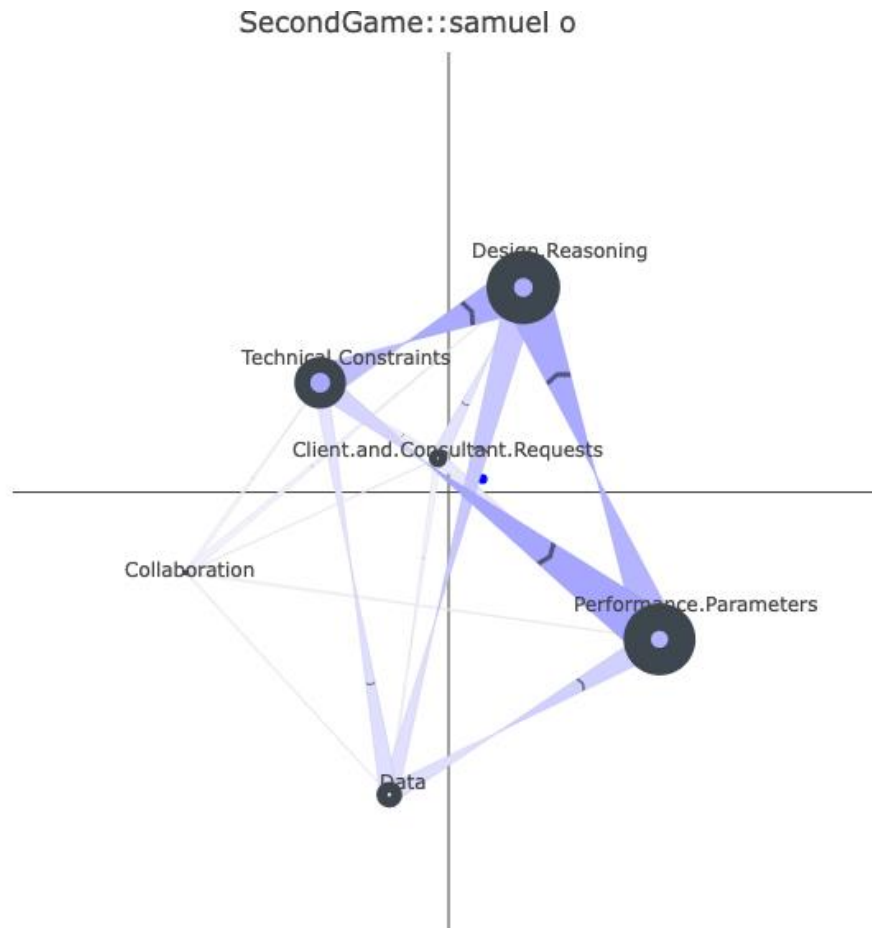 SecondGame::samuel o
Design.Reasoning
Technical.Constraints
Client.and.Consultant.Requests
Collaboration
Performance.Parameters
Data